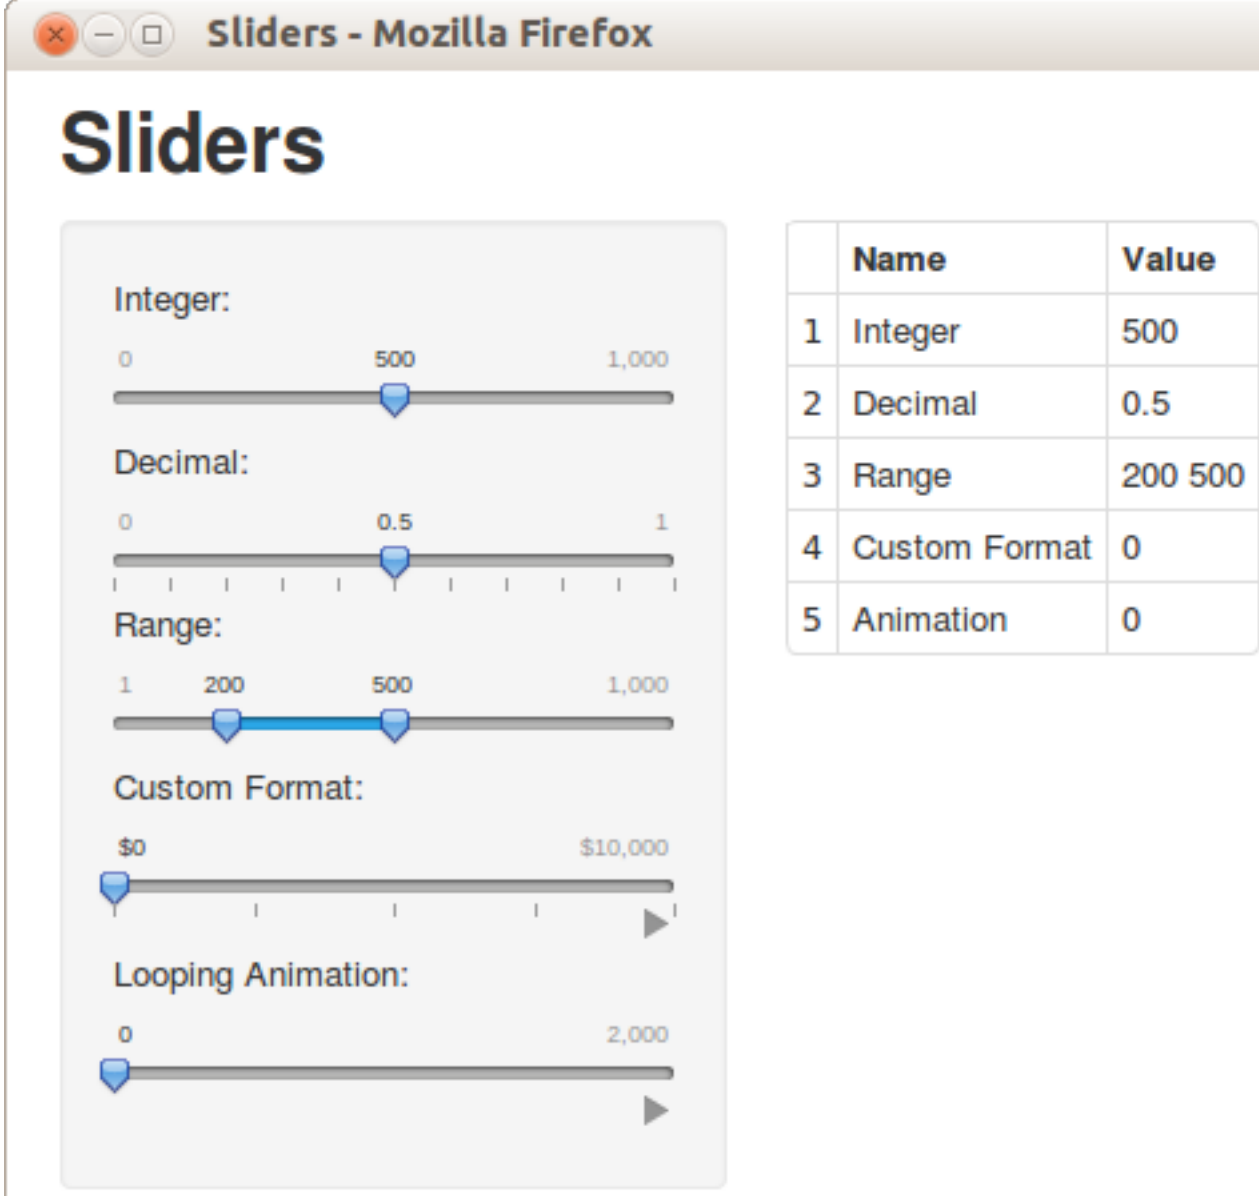 Sliders - Mozilla Firefox
Sliders
Integer:
0 500 1,000
Decimal:
0 0.5 1
Range:
1 200 500 1,000
Custom Format:
$0 $10,000
Looping Animation:
0 2,000
Name Value
1 Integer 500
2 Decimal 0.5
3 Range 200 500
4 Custom Format 0
5 Animation 0